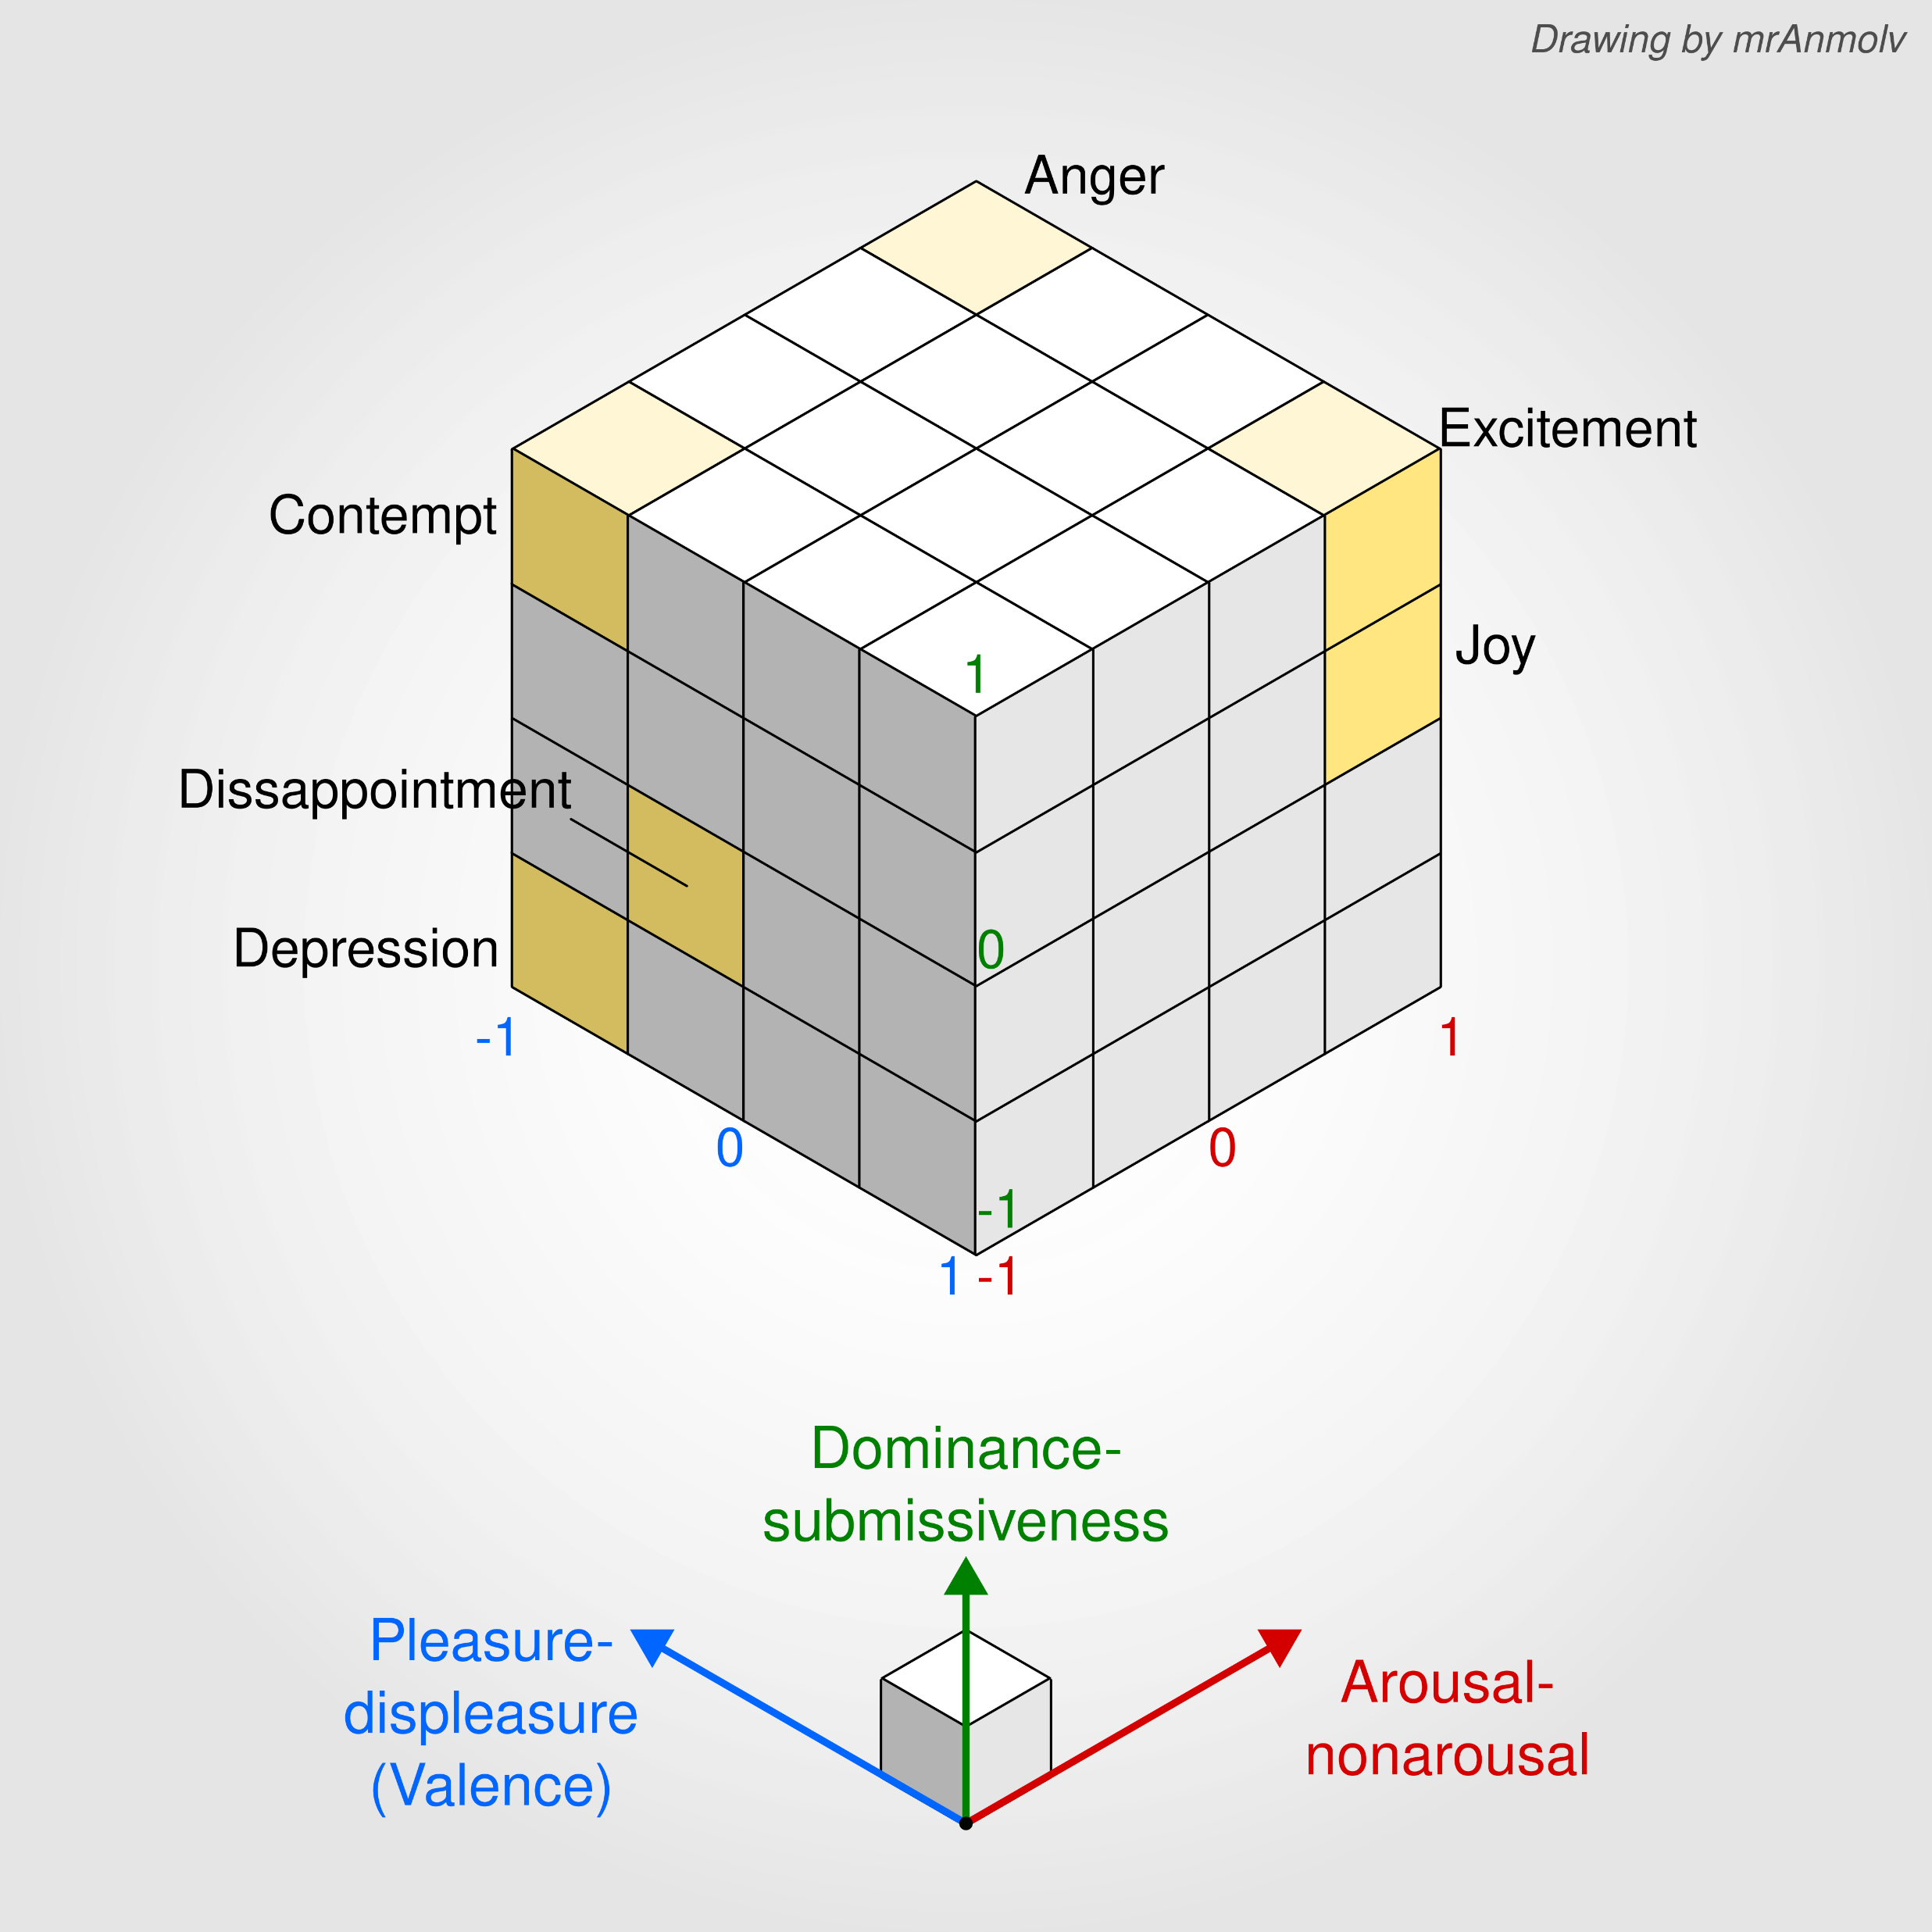 Drawing by mrAnmolv
Anger
Excitement
Contempt
Joy
1
Dissappointment
Depression
0
-1
1
0
0
-1
1 -1
Dominance-
submissiveness
Pleasure-
displeasure
(Valence)
Arousal-
nonarousal